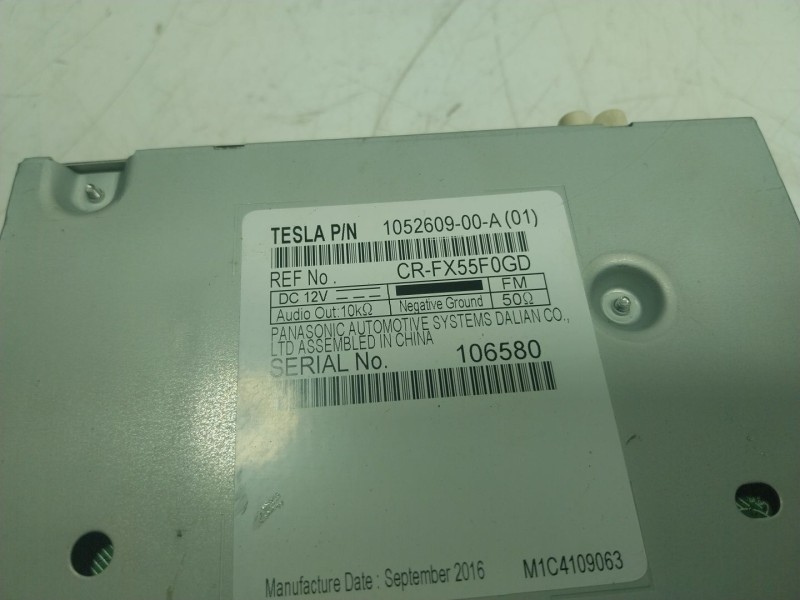 TESLA P/N 1052609-00-A (01)
REF No. CR-FX55F0GD
DC 12V FM
Audio Out:10kΩ Negative Ground 50Ω
PANASONIC AUTOMOTIVE SYSTEMS DALIAN CO.,
LTD ASSEMBLED IN CHINA
SERIAL No. 106580
Manufacture Date : September 2016 M1C4109063